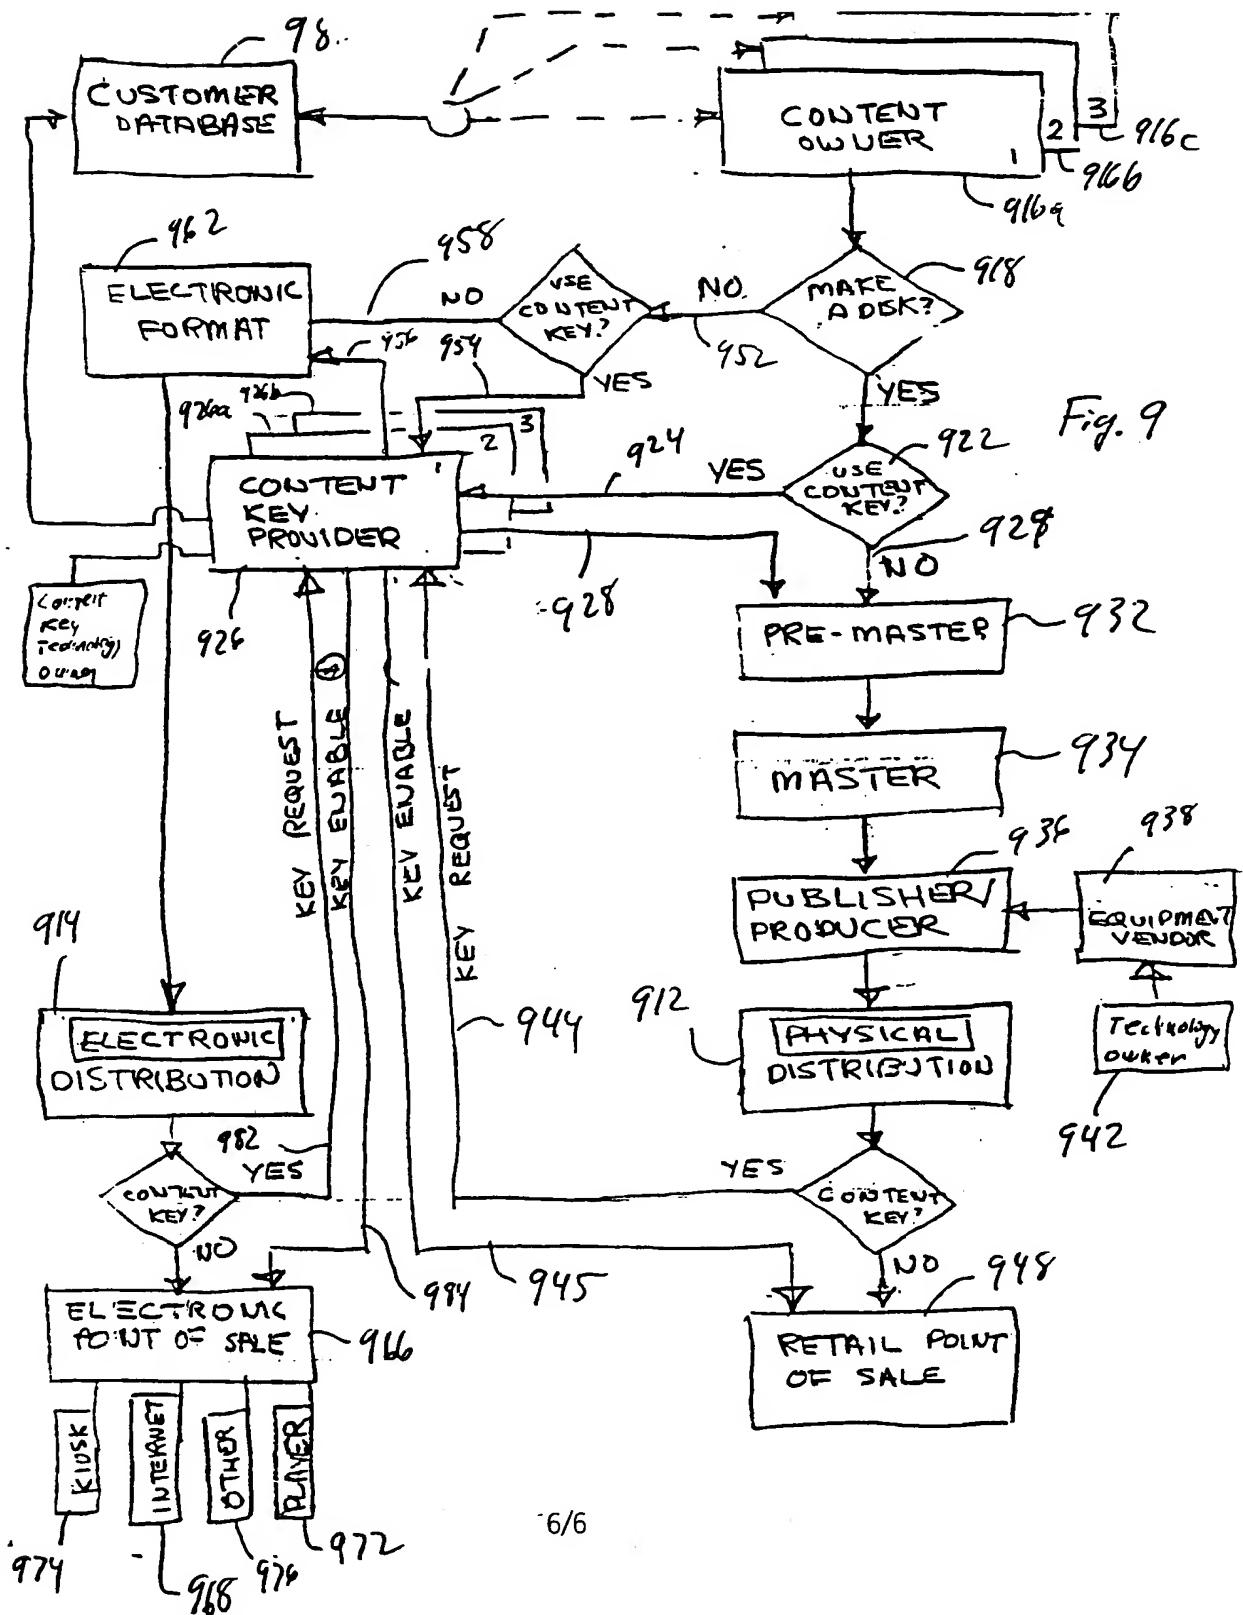 98
CUSTOMER
DATABASE
CONTENT
OWNER
1
2
3
916c
916b
916a
962
958
918
ELECTRONIC
FORMAT
NO
USE
CONTENT
KEY?
NO
MAKE
A DISK?
956
954
952
YES
YES
926b
926a
Fig. 9
3
2
1
924
YES
922
USE
CONTENT
KEY?
CONTENT
KEY
PROVIDER
928
NO
928
926
Content
Key
Technology
Owner
PRE-MASTER
932
KEY REQUEST
KEY ENABLE
KEY ENABLE
KEY REQUEST
MASTER
934
936
938
PUBLISHER/
PRODUCER
EQUIPMENT
VENDOR
914
944
912
ELECTRONIC
DISTRIBUTION
PHYSICAL
DISTRIBUTION
Technology
owner
942
982
YES
YES
CONTENT
KEY?
CONTENT
KEY?
NO
NO
984
945
948
ELECTRONIC
POINT OF SALE
966
RETAIL POINT
OF SALE
KIOSK
INTERNET
OTHER
PLAYER
6/6
974
968
976
972